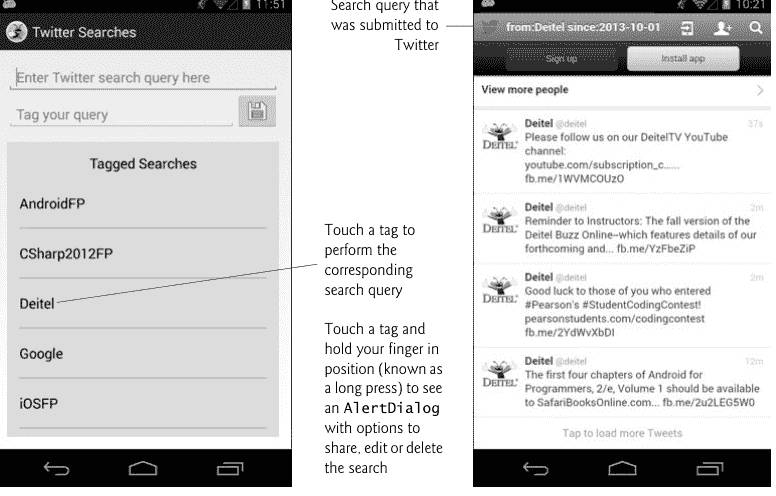 11:51
Twitter Searches
Enter Twitter search query here
Tag your query
Tagged Searches
AndroidFP
CSharp2012FP
Deitel
Google
iOSFP
Search query that
was submitted to
Twitter
Touch a tag to
perform the
corresponding
search query
Touch a tag and
hold your finger in
position (known as
a long press) to see
an AlertDialog
with options to
share, edit or delete
the search
10:21
from:Deitel since:2013-10-01
Sign up
Install app
View more people
Deitel @deitel 37s
Please follow us on our DeitelTV YouTube
channel:
youtube.com/subscription_c......
fb.me/1WVMCOUzO
DEITEL
Deitel @deitel 2m
Reminder to Instructors: The fall version of the
Deitel Buzz Online--which features details of our
forthcoming and... fb.me/YzFbeZiP
DEITEL
Deitel @deitel 2m
Good luck to those of you who entered
#Pearson's #StudentCodingContest!
pearsonstudents.com/codingcontest
fb.me/2YdWvXbDI
DEITEL
Deitel @deitel 12m
The first four chapters of Android for
Programmers, 2/e, Volume 1 should be available
to SafariBooksOnline.com... fb.me/2u2LEG5W0
DEITEL
Tap to load more Tweets